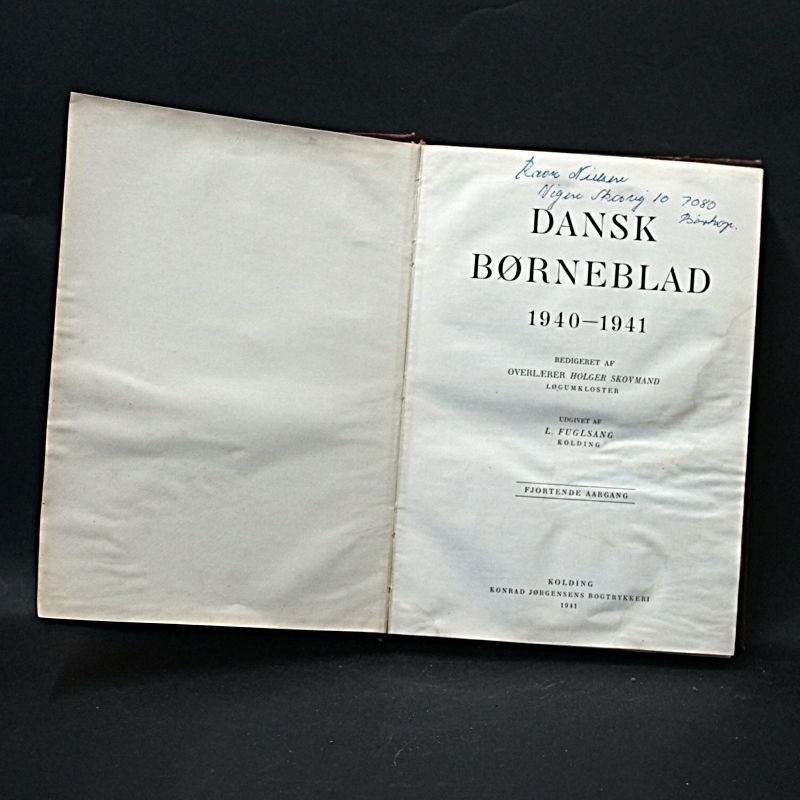 Nielsen
10 7080
Børkop.
DANSK
BØRNEBLAD
1940–1941
REDIGERET AF
OVERLÆRER HOLGER SKOVMAND
LØGUMKLOSTER
UDGIVET AF
L. FUGLSANG
KOLDING
FJORTENDE AARGANG
KOLDING
KONRAD JØRGENSENS BOGTRYKKERI
1941